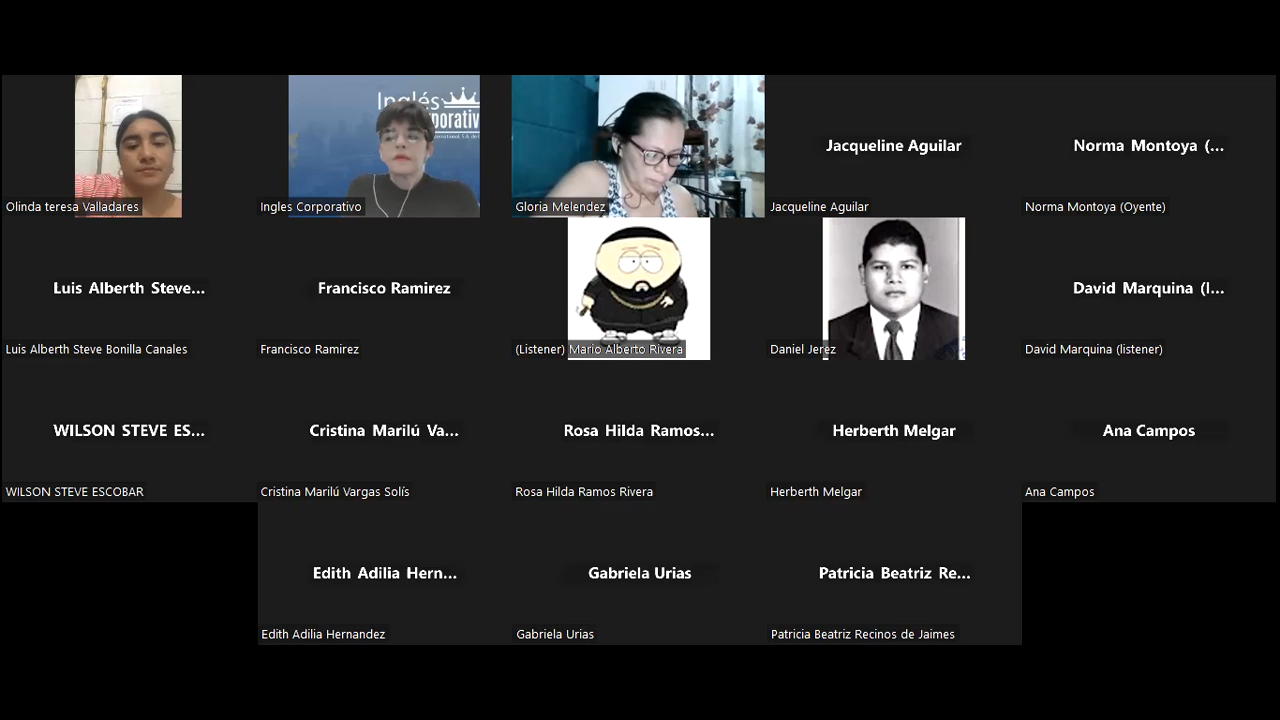 Inglés
porativ
Olinda teresa Valladares
Ingles Corporativo
Gloria Melendez
Jacqueline Aguilar
Jacqueline Aguilar
Norma Montoya (...
Norma Montoya (Oyente)
Luis Alberth Steve...
Luis Alberth Steve Bonilla Canales
Francisco Ramirez
Francisco Ramirez
(Listener) Mario Alberto Rivera
Daniel Jerez
David Marquina (l...
David Marquina (listener)
WILSON STEVE ES...
WILSON STEVE ESCOBAR
Cristina Marilú Va...
Cristina Marilú Vargas Solís
Rosa Hilda Ramos...
Rosa Hilda Ramos Rivera
Herberth Melgar
Herberth Melgar
Ana Campos
Ana Campos
Edith Adilia Hern...
Edith Adilia Hernandez
Gabriela Urias
Gabriela Urias
Patricia Beatriz Re...
Patricia Beatriz Recinos de Jaimes